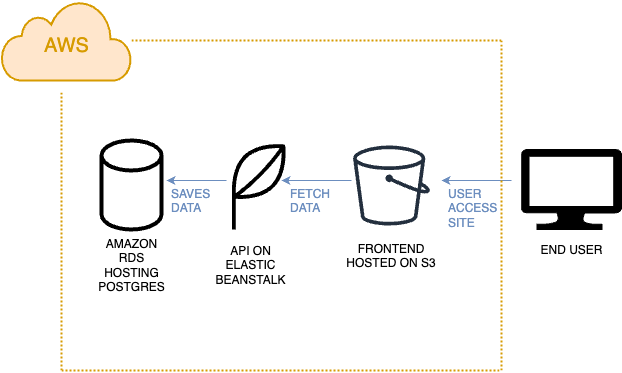 AWS
SAVES
DATA
FETCH
DATA
USER
ACCESS
SITE
AMAZON
RDS
HOSTING
POSTGRES
API ON
ELASTIC
BEANSTALK
FRONTEND
HOSTED ON S3
END USER